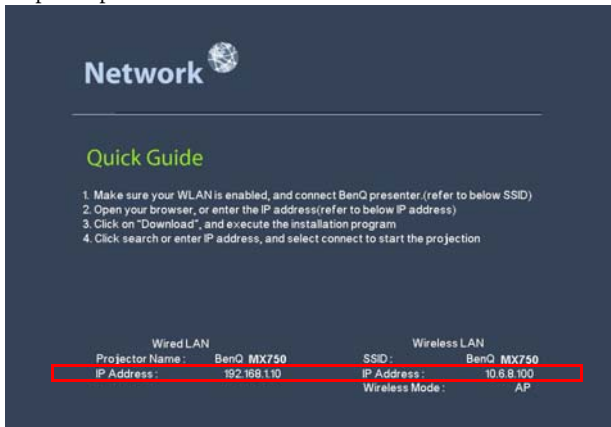 Network
Quick Guide
1. Make sure your WLAN is enabled, and connect BenQ presenter.(refer to below SSID)
2. Open your browser, or enter the IP address(refer to below IP address)
3. Click on "Download", and execute the installation program
4. Click search or enter IP address, and select connect to start the projection
Wired LAN Wireless LAN
Projector Name : BenQ MX750 SSID : BenQ MX750
IP Address : 192.168.1.10 IP Address : 10.6.8.100
Wireless Mode : AP